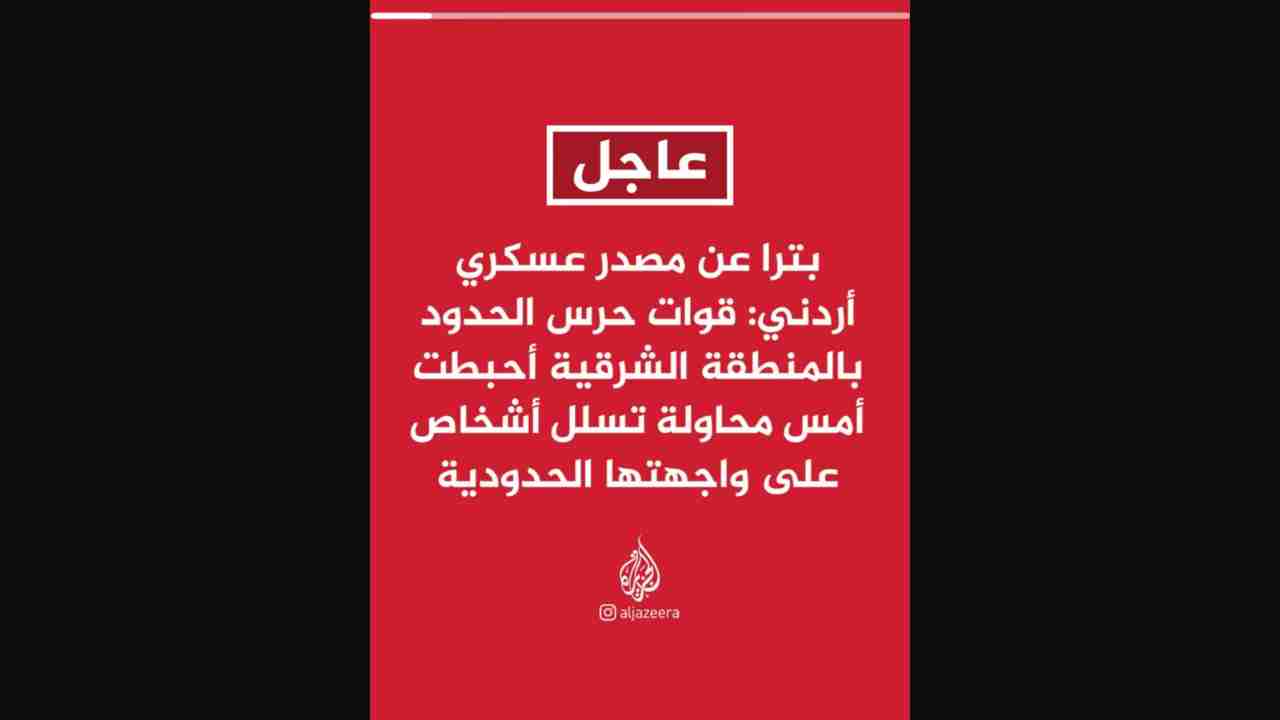 عاجل
بترا عن مصدر عسكري
أردني: قوات حرس الحدود
بالمنطقة الشرقية أحبطت
أمس محاولة تسلل أشخاص
على واجهتها الحدودية
الجزيرة
aljazeera